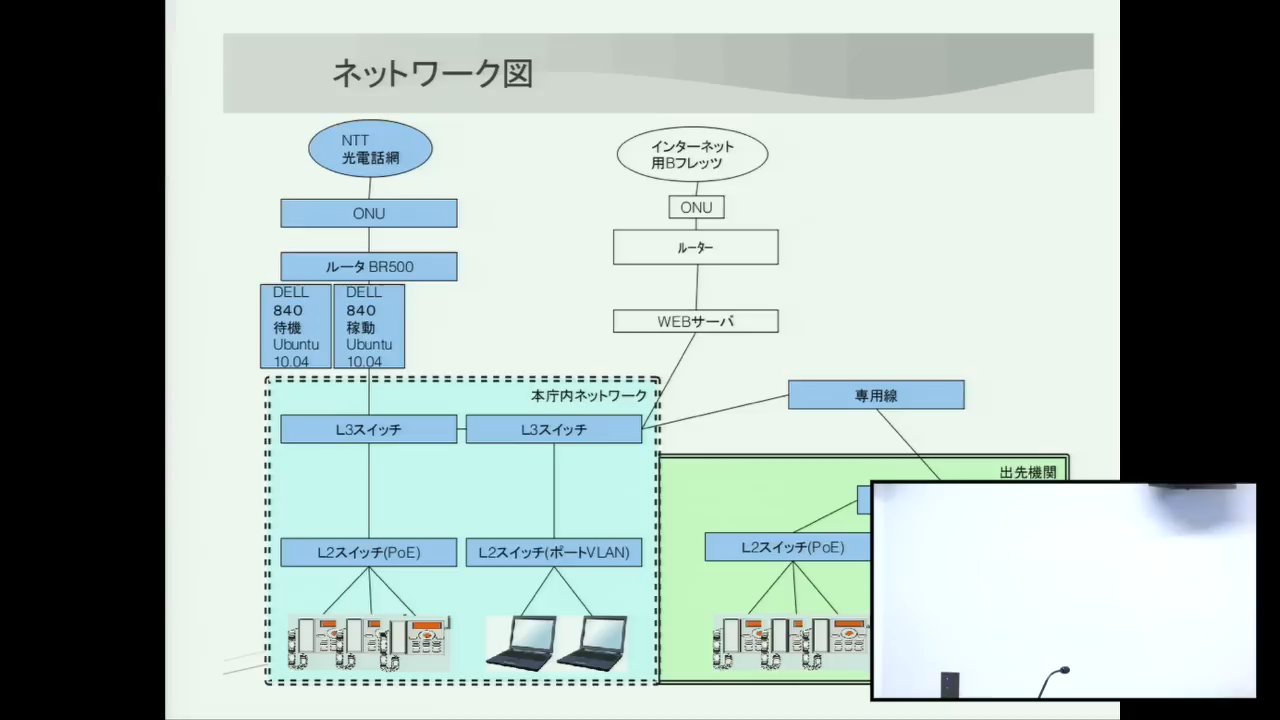 ネットワーク図
NTT
光電話網
インターネット
用Bフレッツ
ONU
ONU
ルータ BR500
ルーター
DELL
840
待機
Ubuntu
10.04
DELL
840
稼動
Ubuntu
10.04
WEBサーバ
本庁内ネットワーク
専用線
L3スイッチ
L3スイッチ
出先機関
L2スイッチ(PoE)
L2スイッチ(ポートVLAN)
L2スイッチ(PoE)